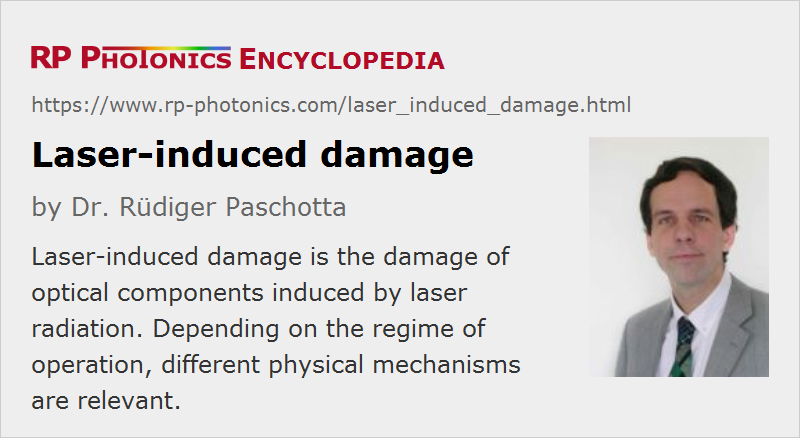 RP PHOTONICS ENCYCLOPEDIA
https://www.rp-photonics.com/laser_induced_damage.html
Laser-induced damage
by Dr. Rüdiger Paschotta
Laser-induced damage is the damage of
optical components induced by laser
radiation. Depending on the regime of
operation, different physical mechanisms
are relevant.